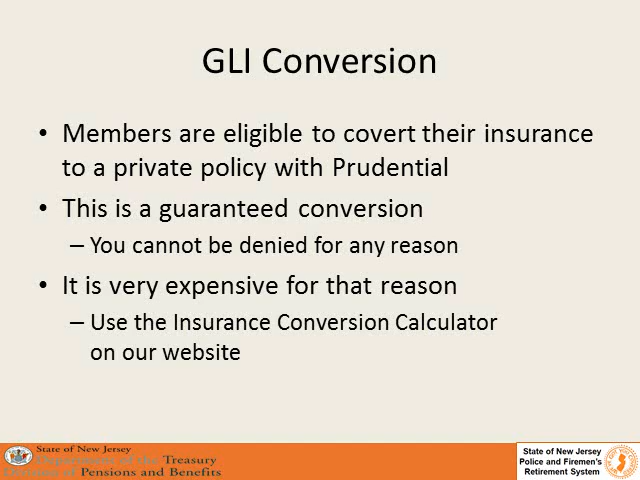 GLI Conversion
• Members are eligible to covert their insurance
to a private policy with Prudential
• This is a guaranteed conversion
– You cannot be denied for any reason
• It is very expensive for that reason
– Use the Insurance Conversion Calculator
on our website
State of New Jersey
Department of the Treasury
Division of Pensions and Benefits
State of New Jersey
Police and Firemen's
Retirement System